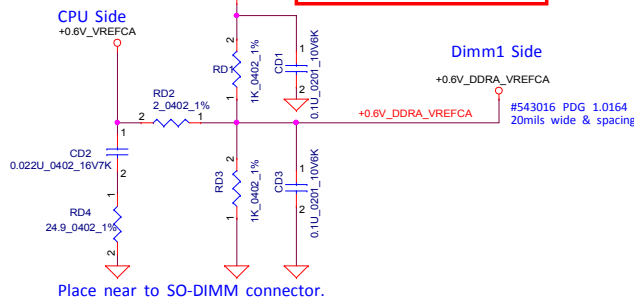 CPU Side
+0.6V_VREFCA
2
RD1
1K_0402_1%
1
1
CD1
0.1U_0201_10V6K
2
Dimm1 Side
+0.6V_DDRA_VREFCA
RD2
2_0402_1%
2
1
+0.6V_DDRA_VREFCA
#543016 PDG 1.0164
20mils wide & spacing
1
CD2
0.022U_0402_16V7K
2
2
RD3
1K_0402_1%
1
1
CD3
0.1U_0201_10V6K
2
1
RD4
24.9_0402_1%
2
Place near to SO-DIMM connector.